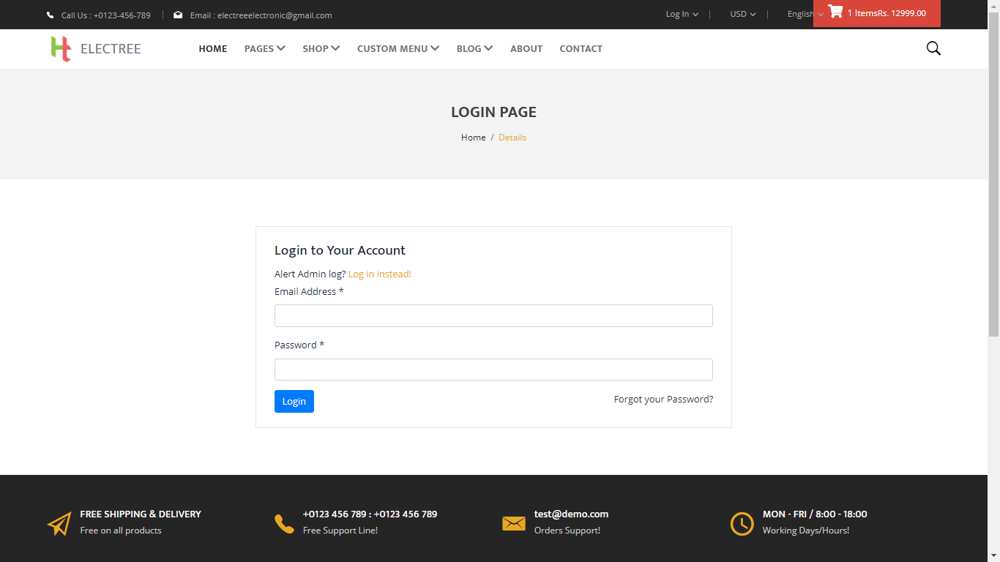 Call Us : +0123-456-789 Email : electreeelectronic@gmail.com Log In USD English 1 ItemsRs. 12999.00
Ht ELECTREE HOME PAGES SHOP CUSTOM MENU BLOG ABOUT CONTACT
LOGIN PAGE
Home / Details
Login to Your Account
Alert Admin log? Log in instead!
Email Address *
Password *
Login Forgot your Password?
FREE SHIPPING & DELIVERY +0123 456 789 : +0123 456 789 test@demo.com MON - FRI / 8:00 - 18:00
Free on all products Free Support Line! Orders Support! Working Days/Hours!